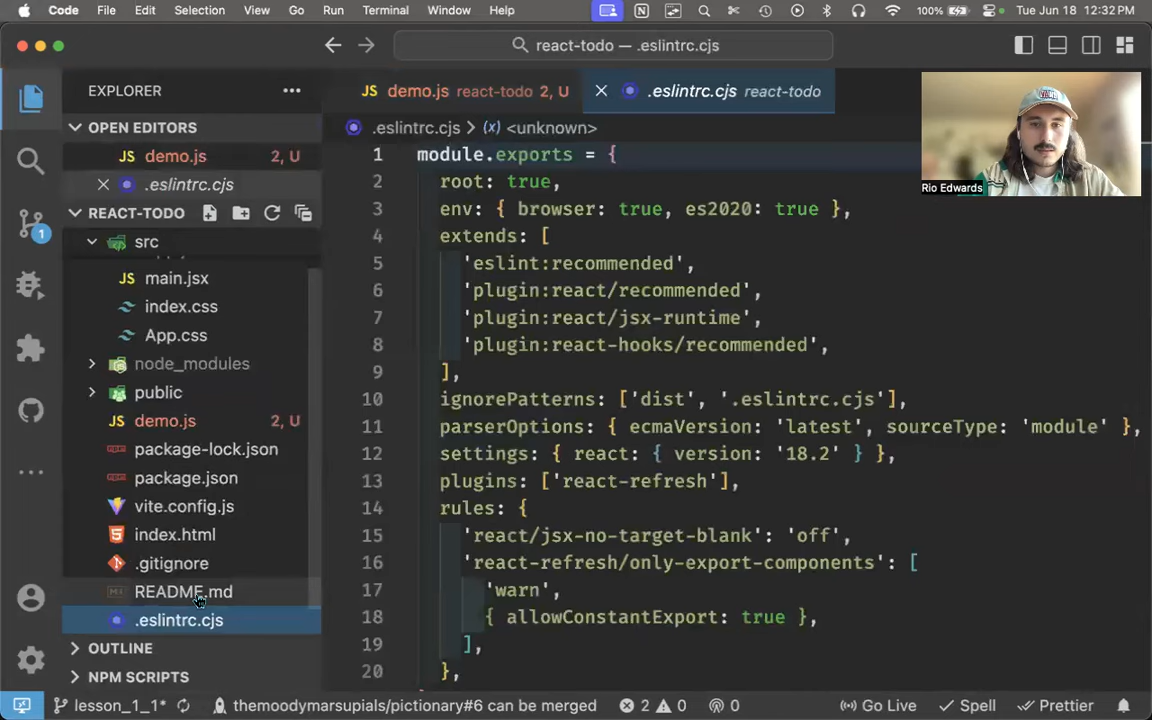 Code File Edit Selection View Go Run Terminal Window Help 100% Tue Jun 18 12:32 PM
react-todo — .eslintrc.cjs
EXPLORER
demo.js react-todo 2, U
.eslintrc.cjs react-todo
OPEN EDITORS
demo.js 2, U
.eslintrc.cjs
REACT-TODO
src
main.jsx
index.css
App.css
node_modules
public
demo.js 2, U
package-lock.json
package.json
vite.config.js
index.html
.gitignore
README.md
.eslintrc.cjs
OUTLINE
NPM SCRIPTS
.eslintrc.cjs > <unknown>
1 module.exports = {
2 root: true,
3 env: { browser: true, es2020: true },
4 extends: [
5 'eslint:recommended',
6 'plugin:react/recommended',
7 'plugin:react/jsx-runtime',
8 'plugin:react-hooks/recommended',
9 ],
10 ignorePatterns: ['dist', '.eslintrc.cjs'],
11 parserOptions: { ecmaVersion: 'latest', sourceType: 'module' },
12 settings: { react: { version: '18.2' } },
13 plugins: ['react-refresh'],
14 rules: {
15 'react/jsx-no-target-blank': 'off',
16 'react-refresh/only-export-components': [
17 'warn',
18 { allowConstantExport: true },
19 ],
20 },
Rio Edwards
1
lesson_1_1* themoodymarsupials/pictionary#6 can be merged 2 0 0 Go Live Spell Prettier